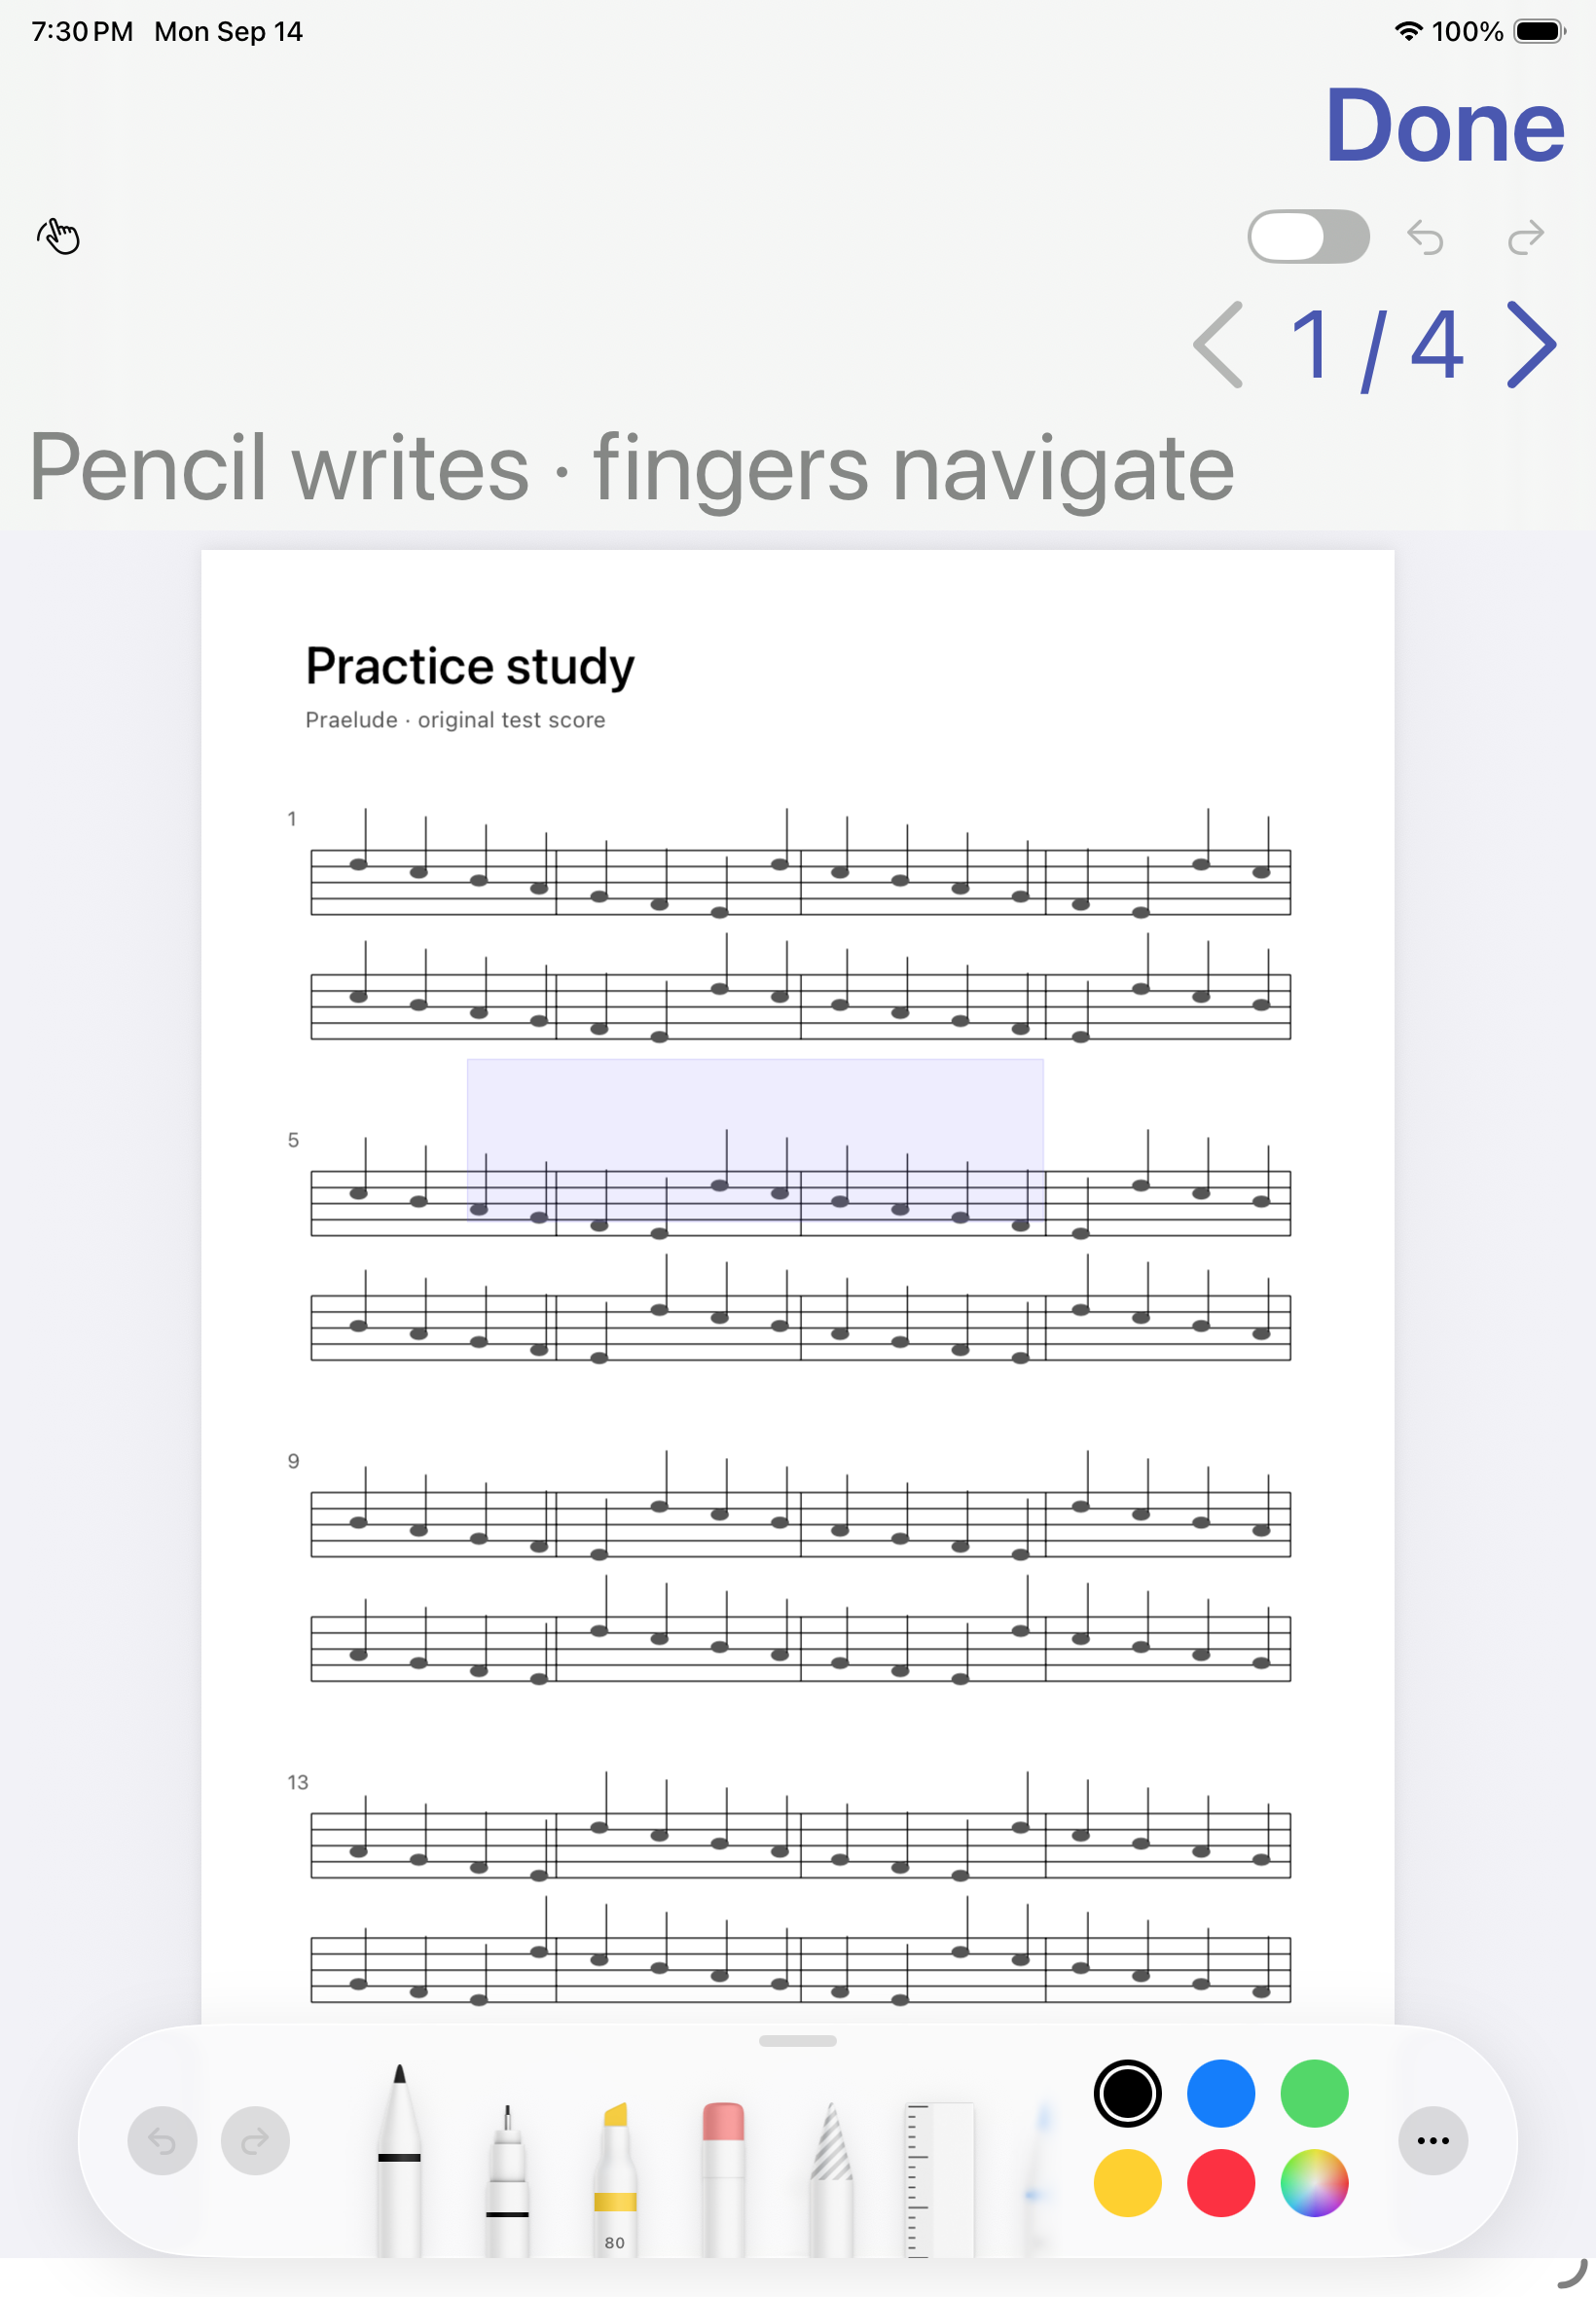 7:30 PM Mon Sep 14 100%
Done
1 / 4
Pencil writes · fingers navigate
Practice study
Praelude · original test score
1
5
9
13
80